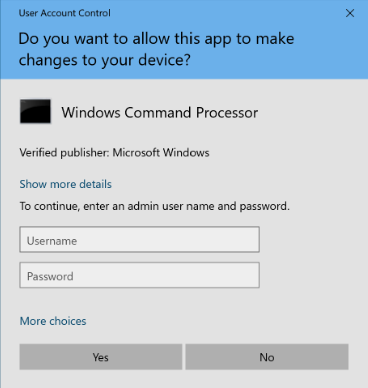 User Account Control
Do you want to allow this app to make
changes to your device?
Windows Command Processor
Verified publisher: Microsoft Windows
Show more details
To continue, enter an admin user name and password.
Username
Password
More choices
Yes
No